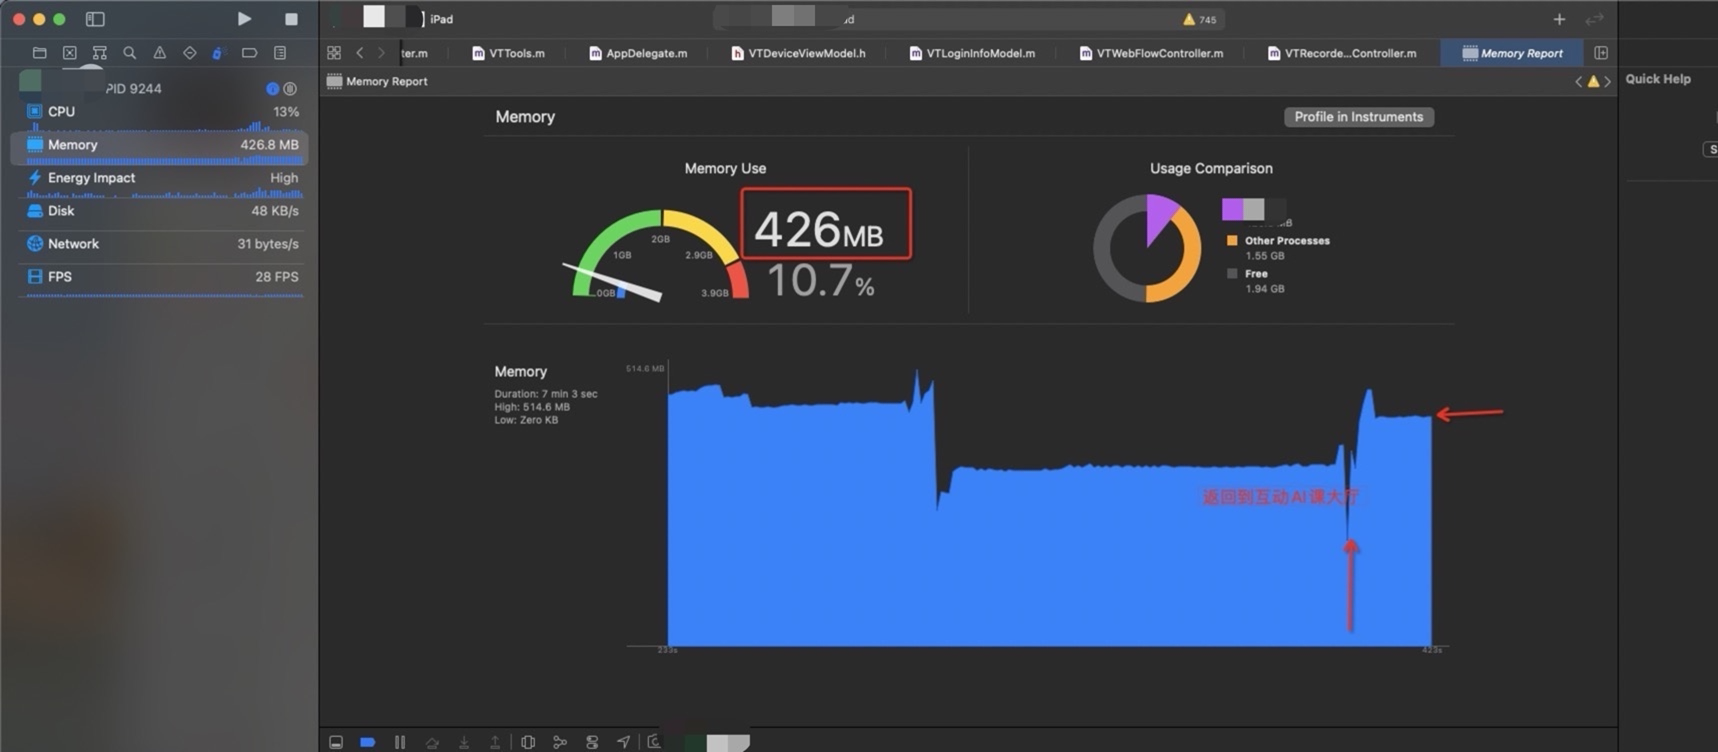 iPad
745
ter.m
VTTools.m
AppDelegate.m
VTDeviceViewModel.h
VTLoginInfoModel.m
VTWebFlowController.m
VTRecorde...Controller.m
Memory Report
PID 9244
Memory Report
Quick Help
CPU 13%
Memory 426.8 MB
Energy Impact High
Disk 48 KB/s
Network 31 bytes/s
FPS 28 FPS
Memory
Profile in Instruments
Memory Use
0GB
1GB
2GB
2.9GB
3.9GB
426MB
10.7%
Usage Comparison
Other Processes
1.55 GB
Free
1.94 GB
Memory
Duration: 7 min 3 sec
High: 514.6 MB
Low: Zero KB
514.6 MB
返回到互动AI课大厅
233s
423s